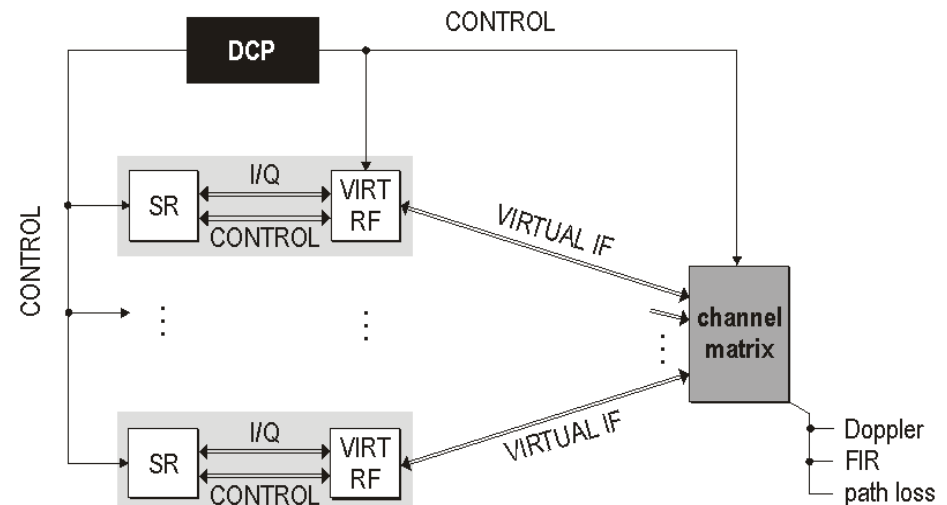 CONTROL
DCP
I/Q
SR
VIRT
RF
CONTROL
VIRTUAL IF
CONTROL
channel
matrix
I/Q
SR
VIRT
RF
CONTROL
VIRTUAL IF
Doppler
FIR
path loss